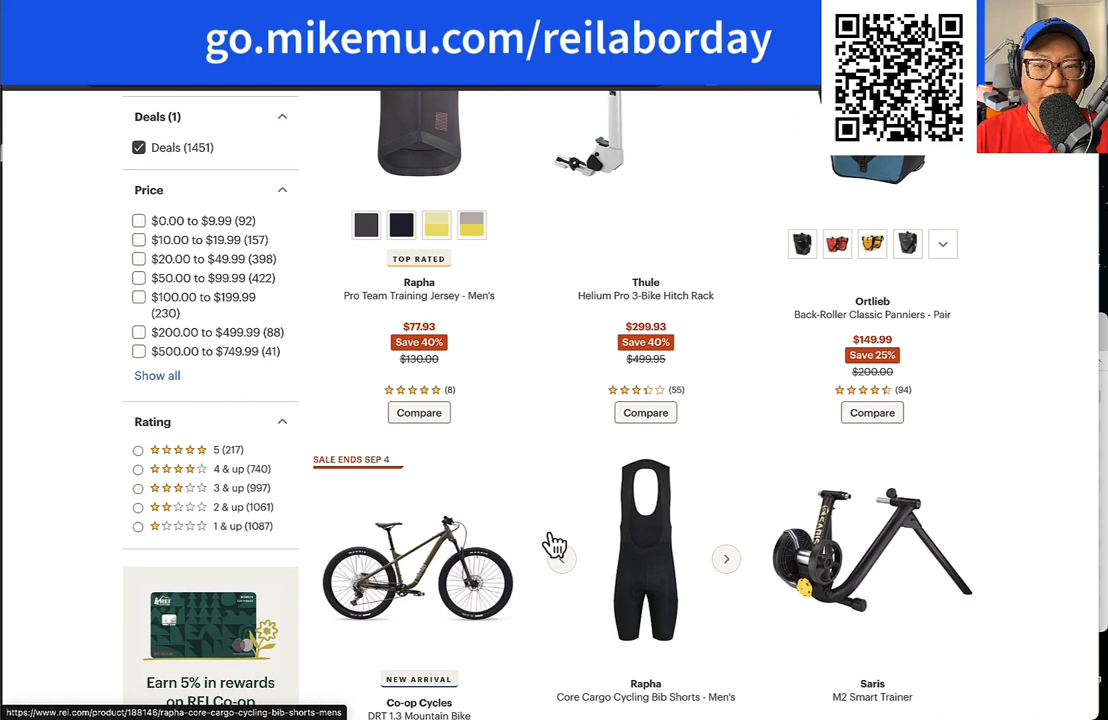 go.mikemu.com/reilaborday
Deals (1)
Deals (1451)
Price
$0.00 to $9.99 (92)
$10.00 to $19.99 (157)
$20.00 to $49.99 (398)
$50.00 to $99.99 (422)
$100.00 to $199.99
(230)
$200.00 to $499.99 (88)
$500.00 to $749.99 (41)
Show all
Rating
5 (217)
4 & up (740)
3 & up (997)
2 & up (1061)
1 & up (1087)
Earn 5% in rewards
on REI Co-op
TOP RATED
Rapha
Pro Team Training Jersey - Men's
$77.93
Save 40%
$130.00
(8)
Compare
Thule
Helium Pro 3-Bike Hitch Rack
$299.93
Save 40%
$499.95
(55)
Compare
Ortlieb
Back-Roller Classic Panniers - Pair
$149.99
Save 25%
$200.00
(94)
Compare
SALE ENDS SEP 4
NEW ARRIVAL
Co-op Cycles
DRT 1.3 Mountain Bike
Rapha
Core Cargo Cycling Bib Shorts - Men's
Saris
M2 Smart Trainer
https://www.rei.com/product/188146/rapha-core-cargo-cycling-bib-shorts-mens